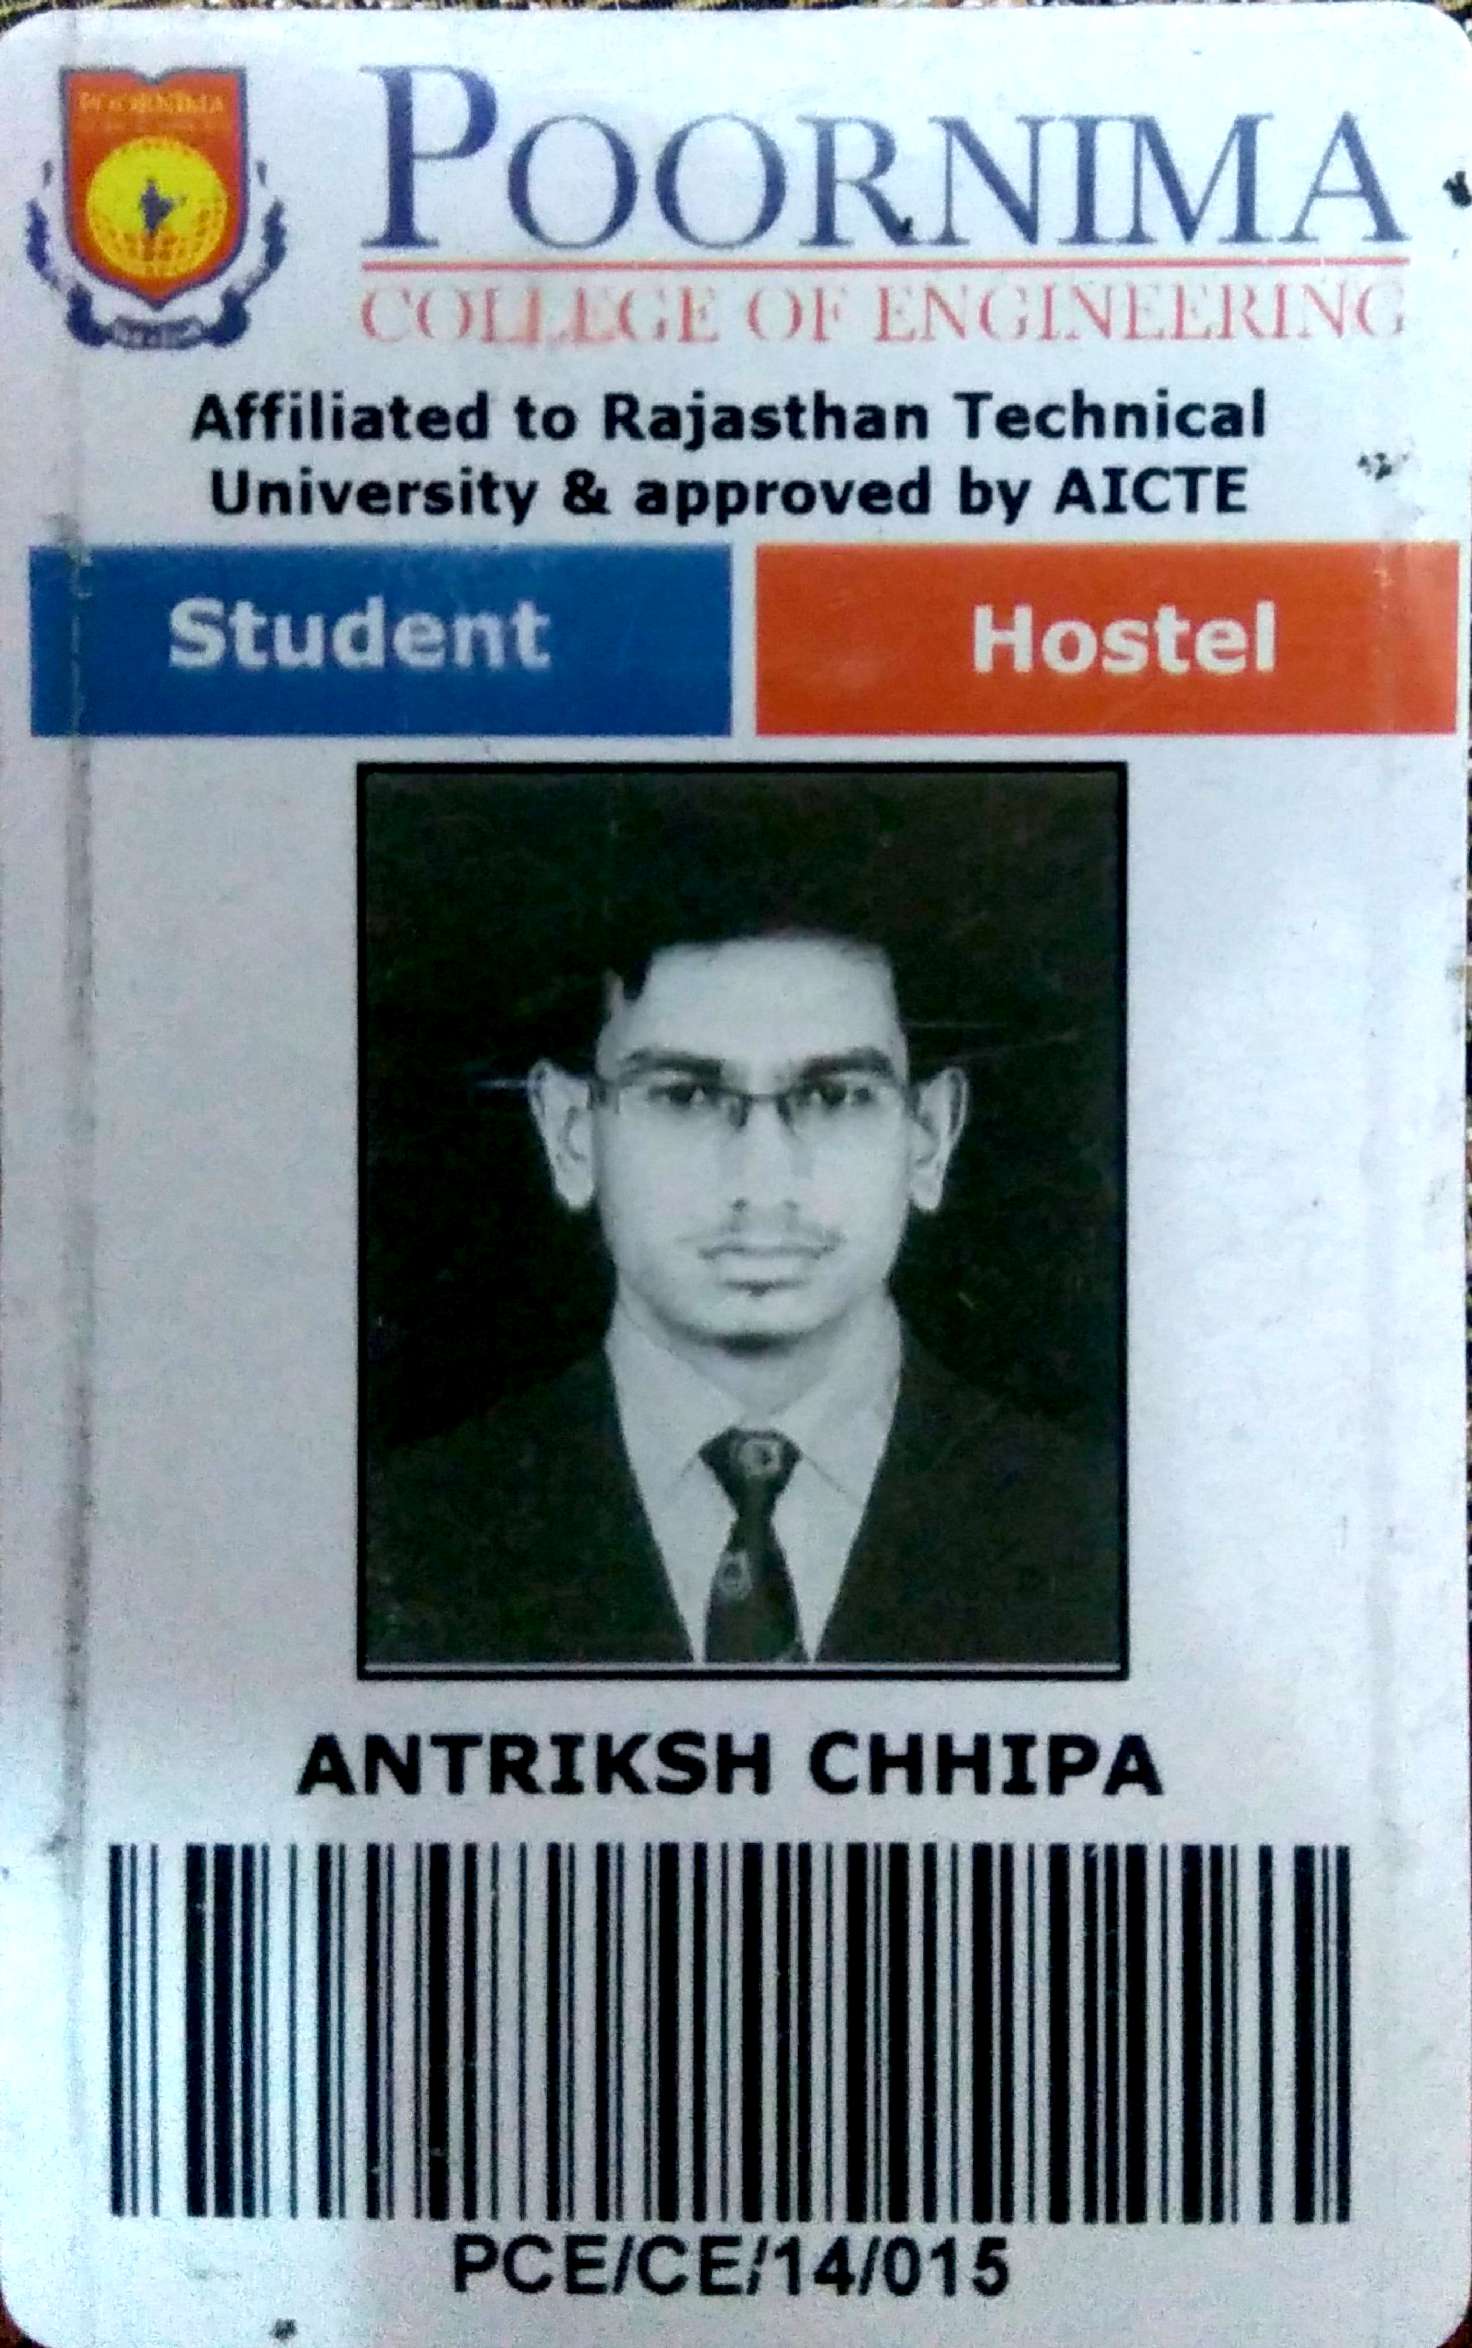 POORNIMA
POORNIMA
COLLEGE OF ENGINEERING
Affiliated to Rajasthan Technical
University & approved by AICTE
Student
Hostel
ANTRIKSH CHHIPA
PCE/CE/14/015